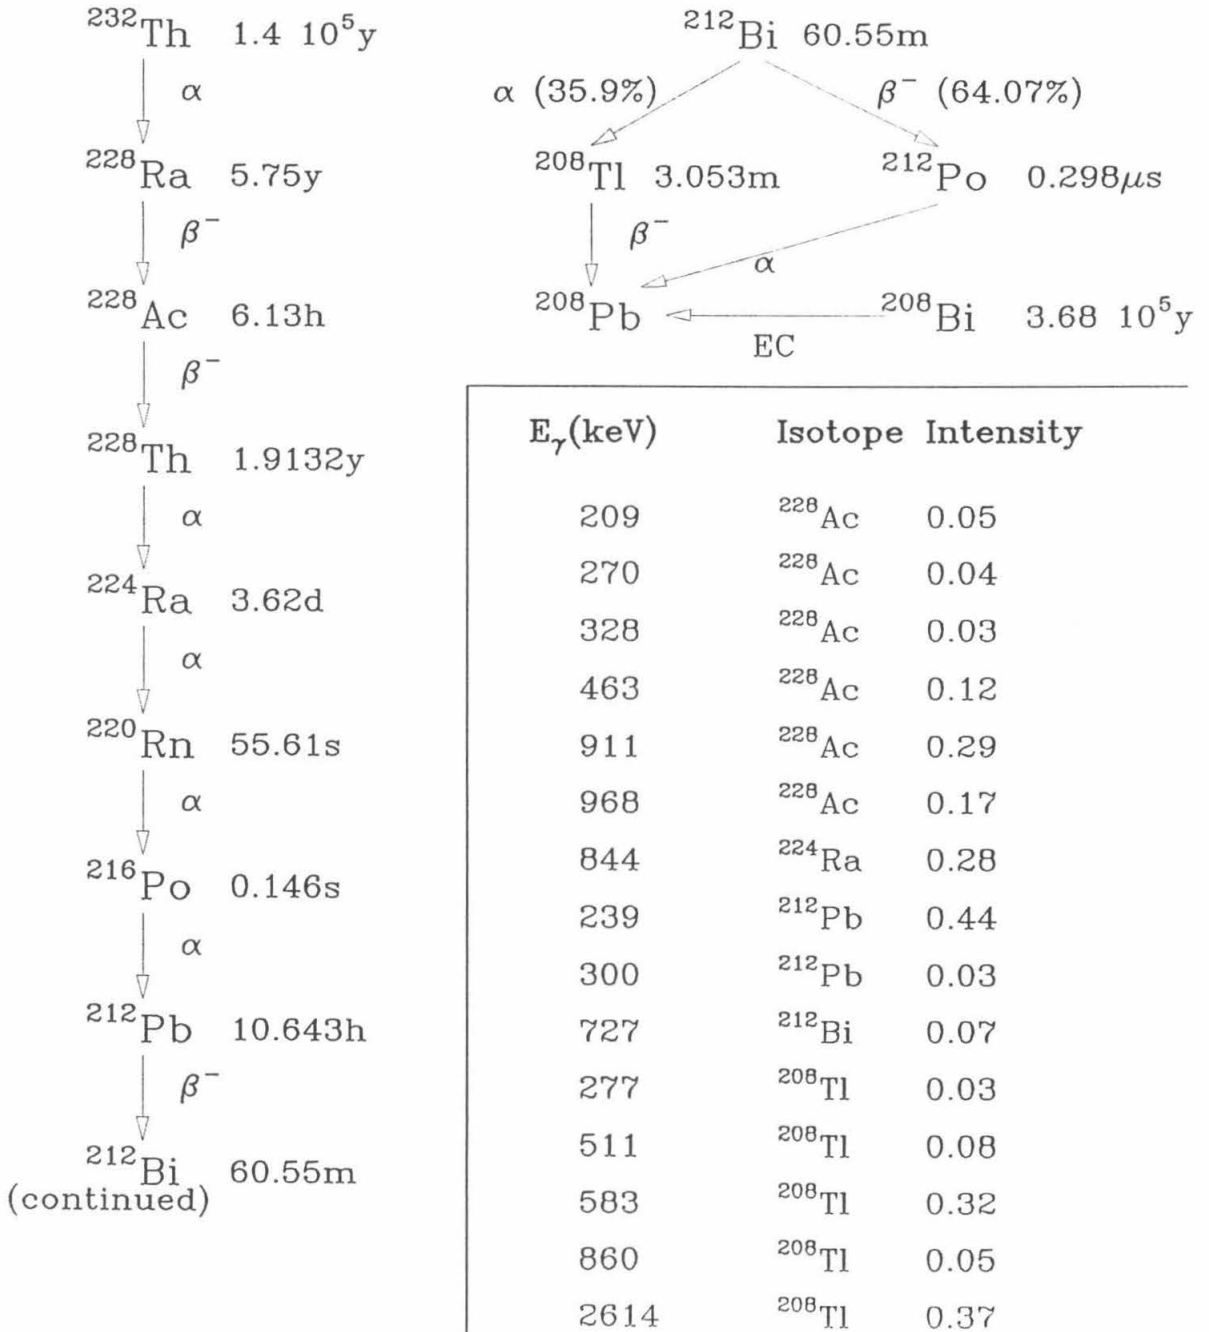 ²³²Th 1.4 10⁵y
α
²²⁸Ra 5.75y
β⁻
²²⁸Ac 6.13h
β⁻
²²⁸Th 1.9132y
α
²²⁴Ra 3.62d
α
²²⁰Rn 55.61s
α
²¹⁶Po 0.146s
α
²¹²Pb 10.643h
β⁻
²¹²Bi 60.55m
(continued)
²¹²Bi 60.55m
α (35.9%) β⁻ (64.07%)
²⁰⁸Tl 3.053m ²¹²Po 0.298μs
β⁻
α
²⁰⁸Pb ²⁰⁸Bi 3.68 10⁵y
EC
Eγ(keV) Isotope Intensity
209 ²²⁸Ac 0.05
270 ²²⁸Ac 0.04
328 ²²⁸Ac 0.03
463 ²²⁸Ac 0.12
911 ²²⁸Ac 0.29
968 ²²⁸Ac 0.17
844 ²²⁴Ra 0.28
239 ²¹²Pb 0.44
300 ²¹²Pb 0.03
727 ²¹²Bi 0.07
277 ²⁰⁸Tl 0.03
511 ²⁰⁸Tl 0.08
583 ²⁰⁸Tl 0.32
860 ²⁰⁸Tl 0.05
2614 ²⁰⁸Tl 0.37